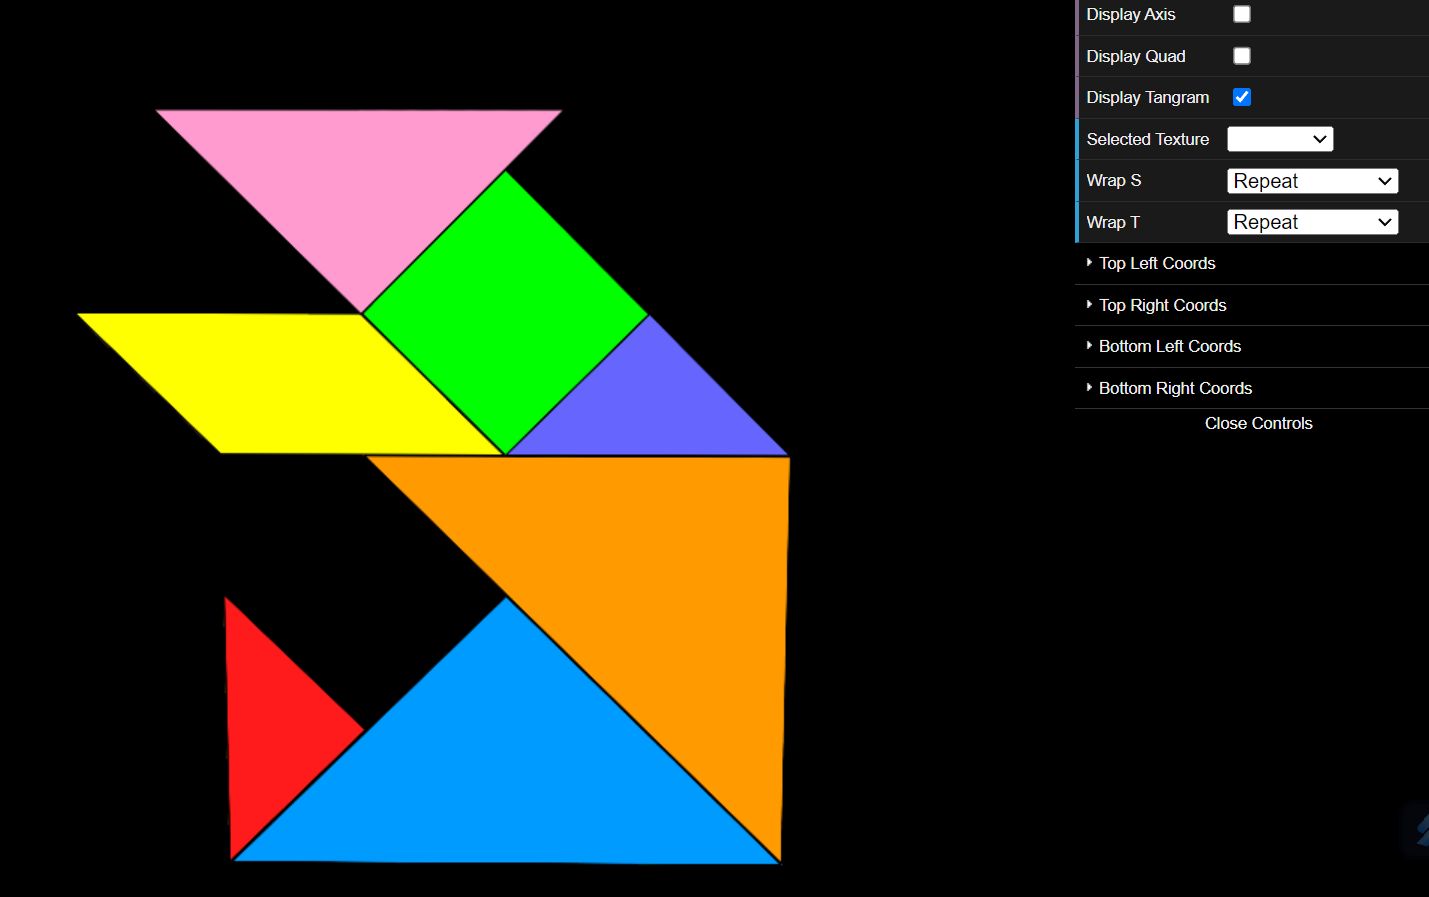 Display Axis
Display Quad
Display Tangram
Selected Texture
Wrap S Repeat
Wrap T Repeat
Top Left Coords
Top Right Coords
Bottom Left Coords
Bottom Right Coords
Close Controls